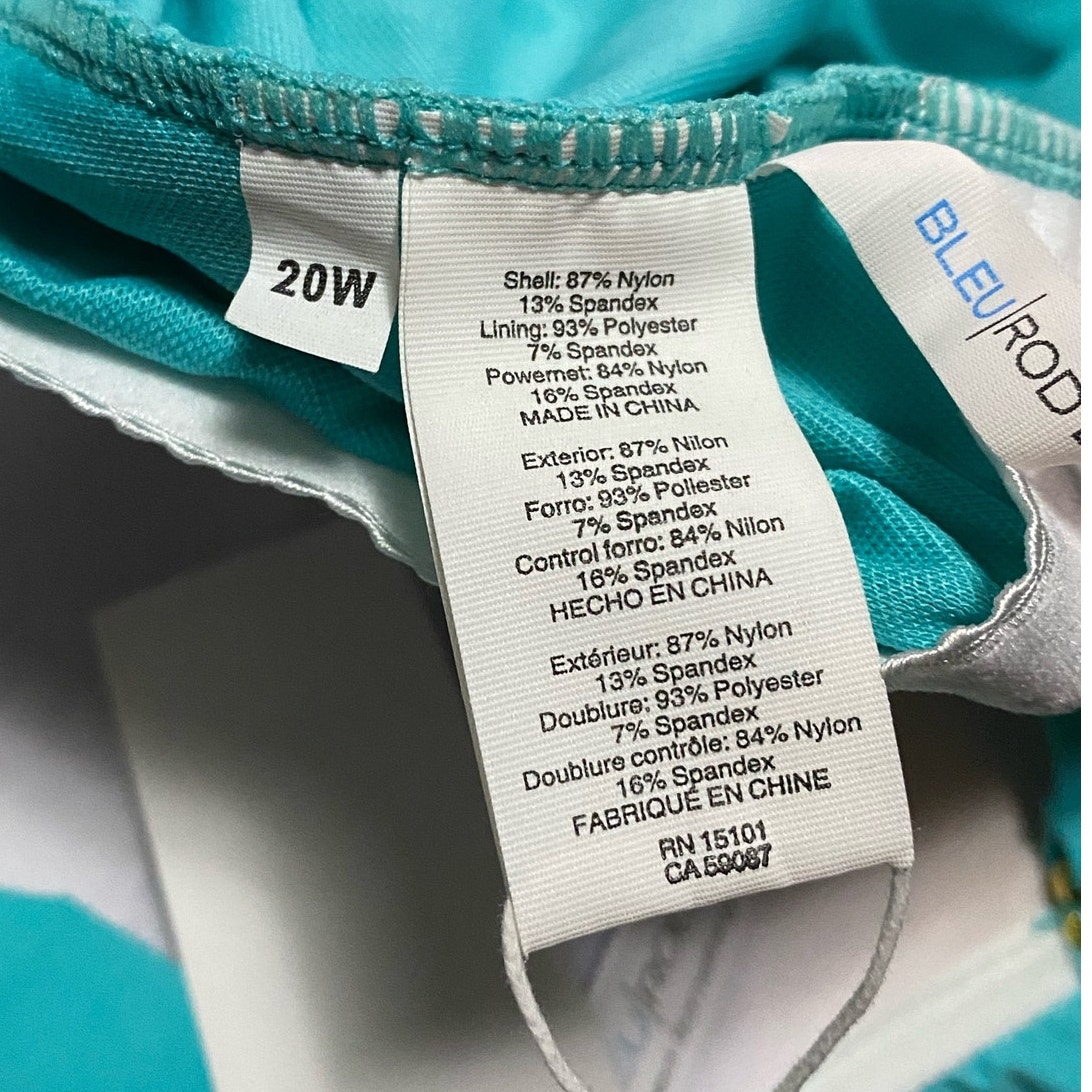 20W
Shell: 87% Nylon
13% Spandex
Lining: 93% Polyester
7% Spandex
Powernet: 84% Nylon
16% Spandex
MADE IN CHINA
Exterior: 87% Nilon
13% Spandex
Forro: 93% Poliester
7% Spandex
Control forro: 84% Nilon
16% Spandex
HECHO EN CHINA
Extérieur: 87% Nylon
13% Spandex
Doublure: 93% Polyester
7% Spandex
Doublure contrôle: 84% Nylon
16% Spandex
FABRIQUÉ EN CHINE
RN 15101
CA 59087
BLEU/ROD